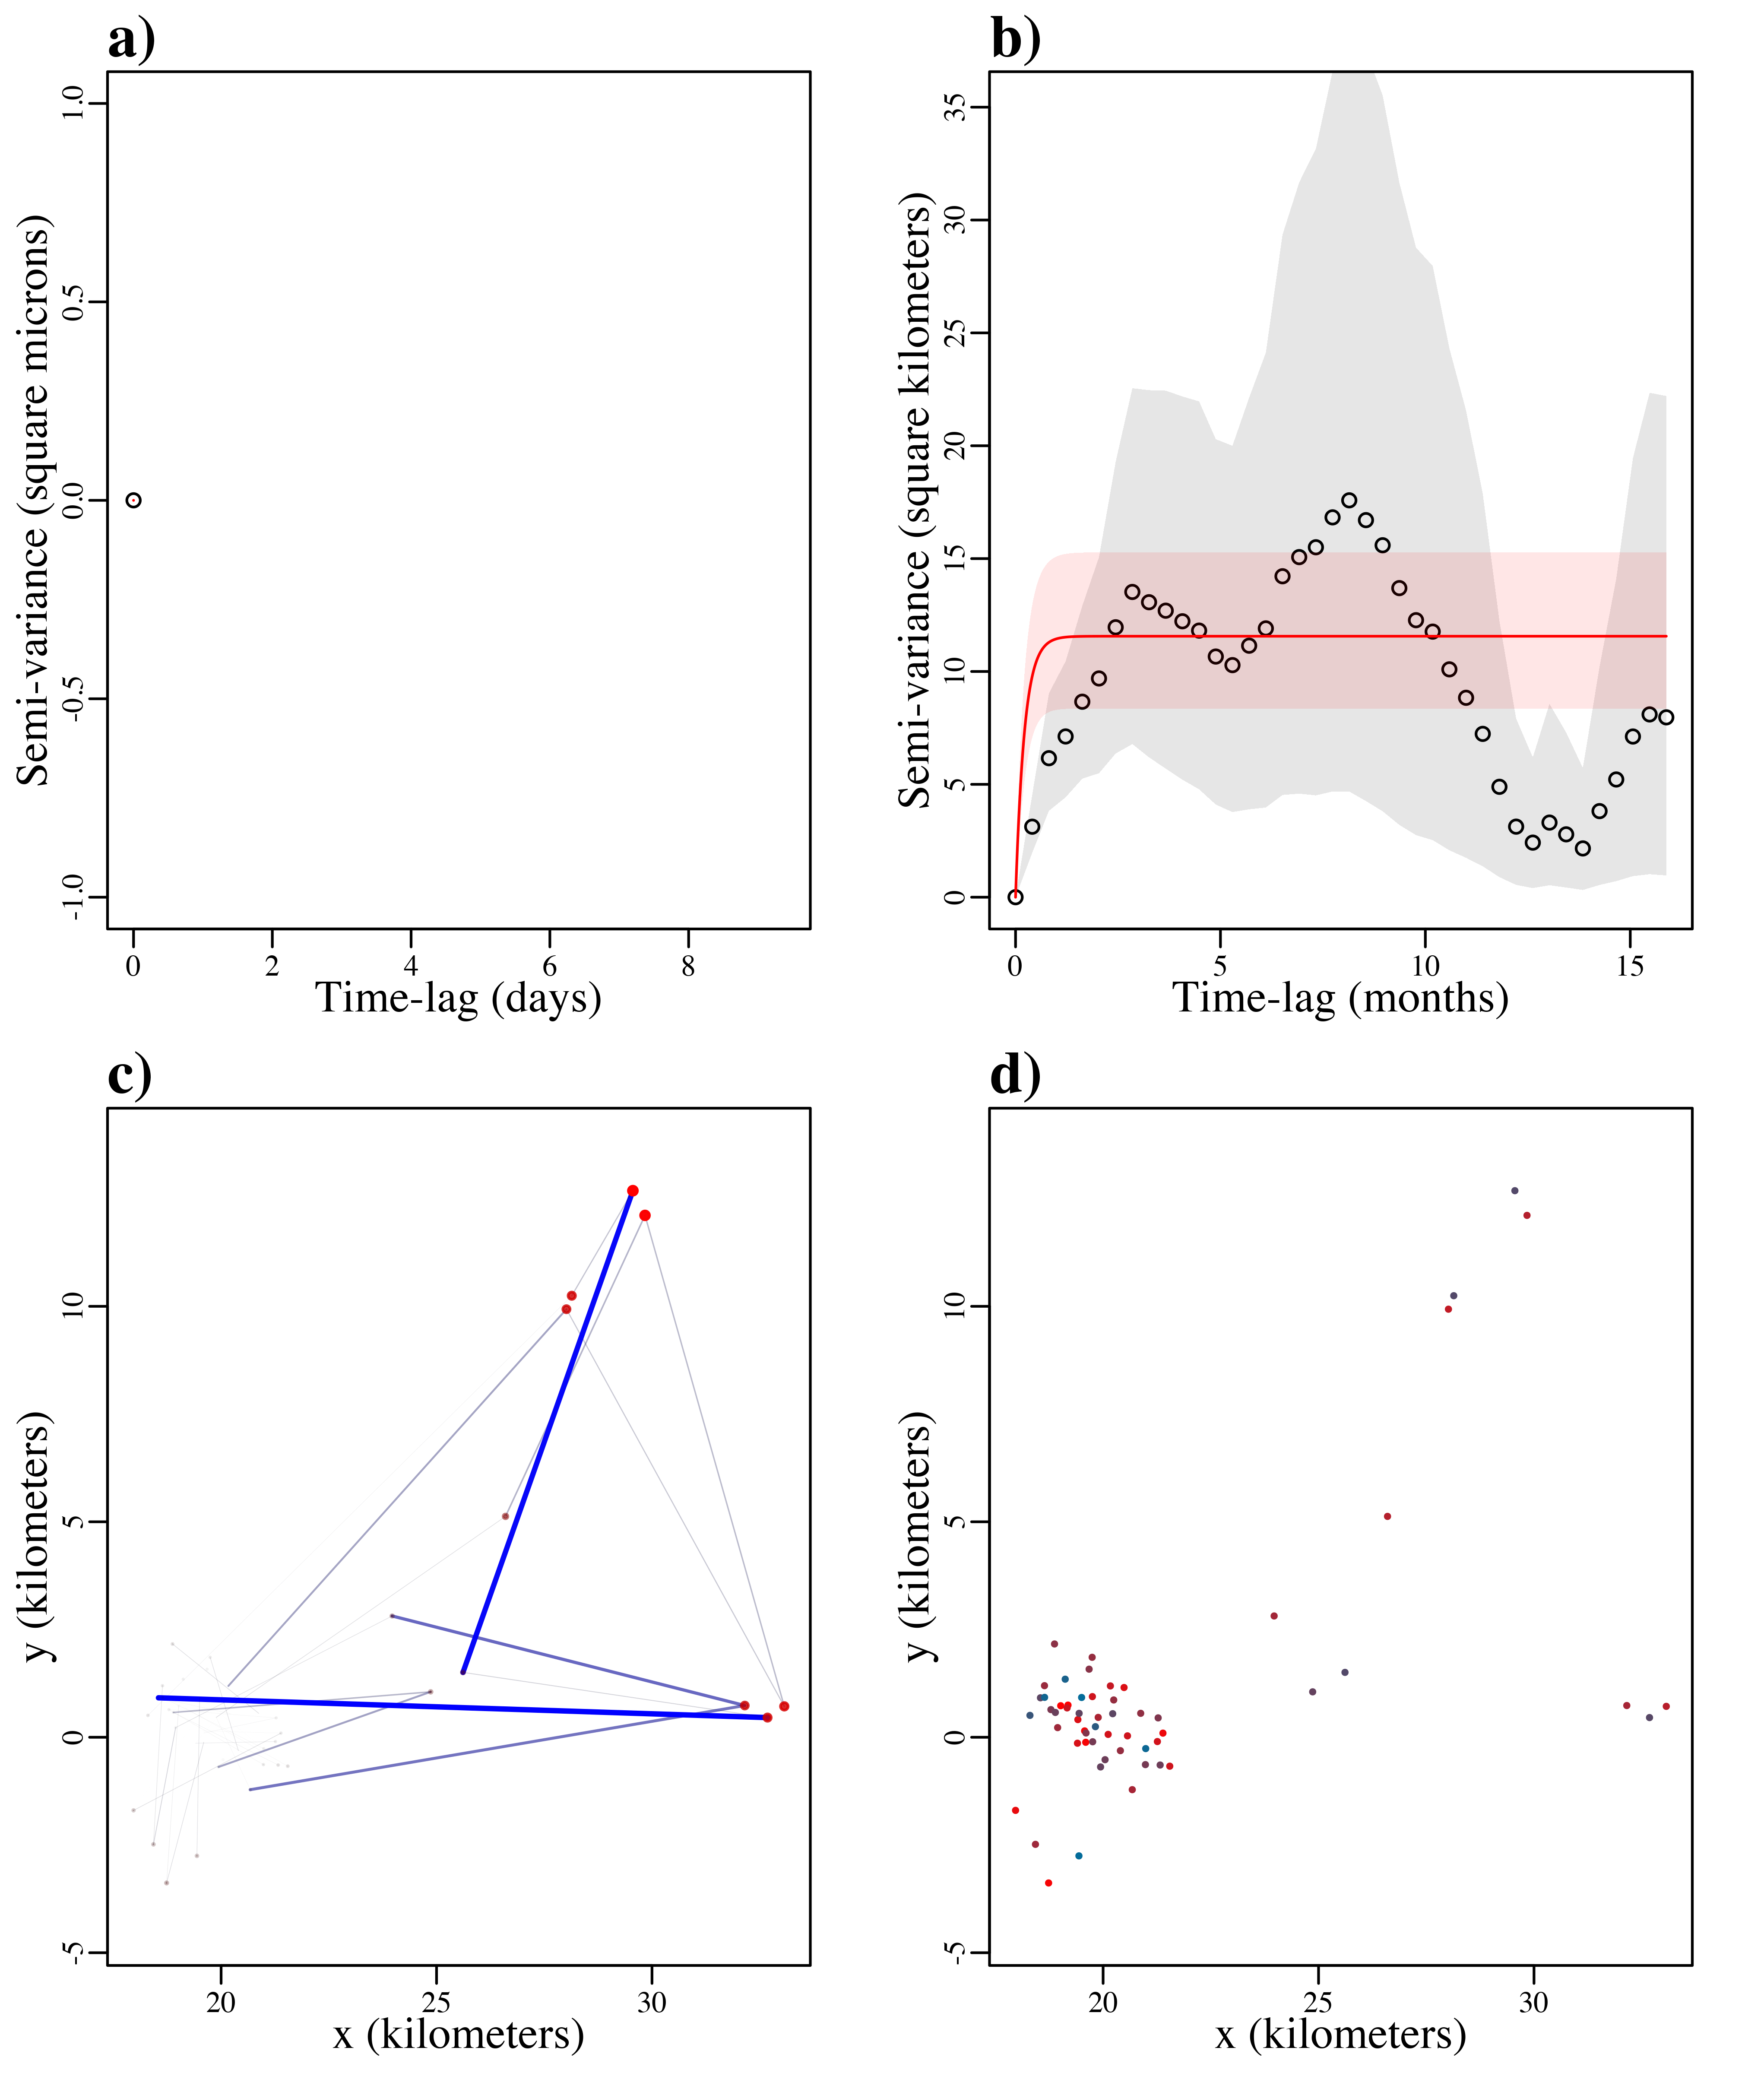 a)
1.0
0.5
0.0
-0.5
-1.0
Semi-variance (square microns)
0 2 4 6 8
Time-lag (days)
b)
35
30
25
20
15
10
5
0
Semi-variance (square kilometers)
0 5 10 15
Time-lag (months)
c)
10
5
0
-5
y (kilometers)
20 25 30
x (kilometers)
d)
10
5
0
-5
y (kilometers)
20 25 30
x (kilometers)